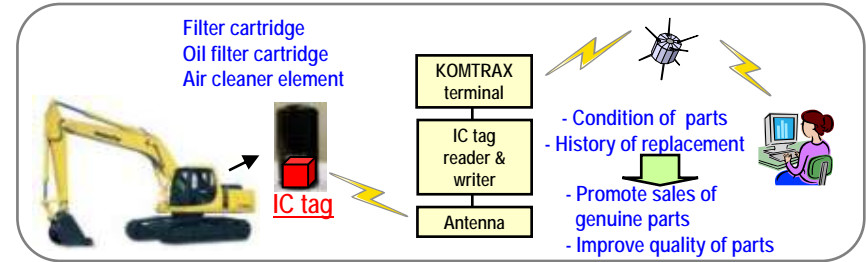 Filter cartridge
Oil filter cartridge
Air cleaner element
IC tag
KOMTRAX
terminal
IC tag
reader &
writer
Antenna
- Condition of parts
- History of replacement
- Promote sales of
genuine parts
- Improve quality of parts